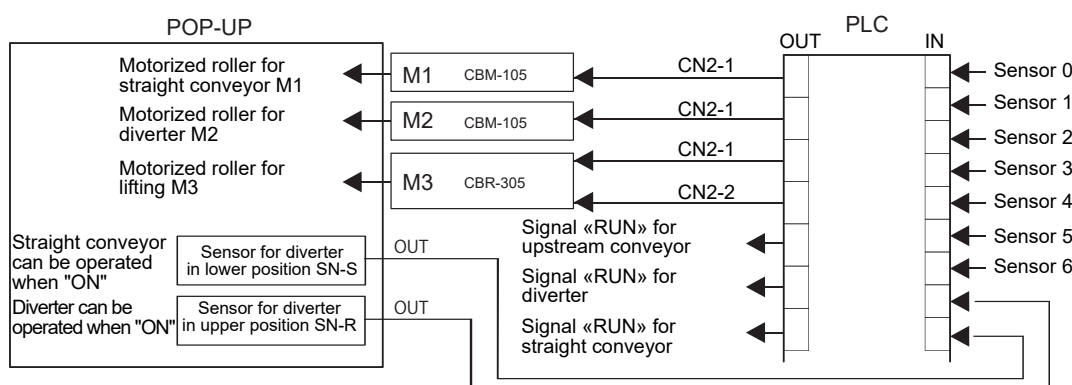 POP-UP
PLC
OUT
IN
Motorized roller for
straight conveyor M1
M1 CBM-105
CN2-1
Sensor 0
Sensor 1
Motorized roller for
diverter M2
M2 CBM-105
CN2-1
Sensor 2
Motorized roller for
lifting M3
M3 CBR-305
CN2-1
CN2-2
Sensor 3
Sensor 4
Signal «RUN» for
upstream conveyor
Sensor 5
Signal «RUN» for
diverter
Sensor 6
Signal «RUN» for
straight conveyor
Straight conveyor
can be operated
when "ON"
Sensor for diverter
in lower position SN-S
OUT
Diverter can be
operated when "ON"
Sensor for diverter
in upper position SN-R
OUT